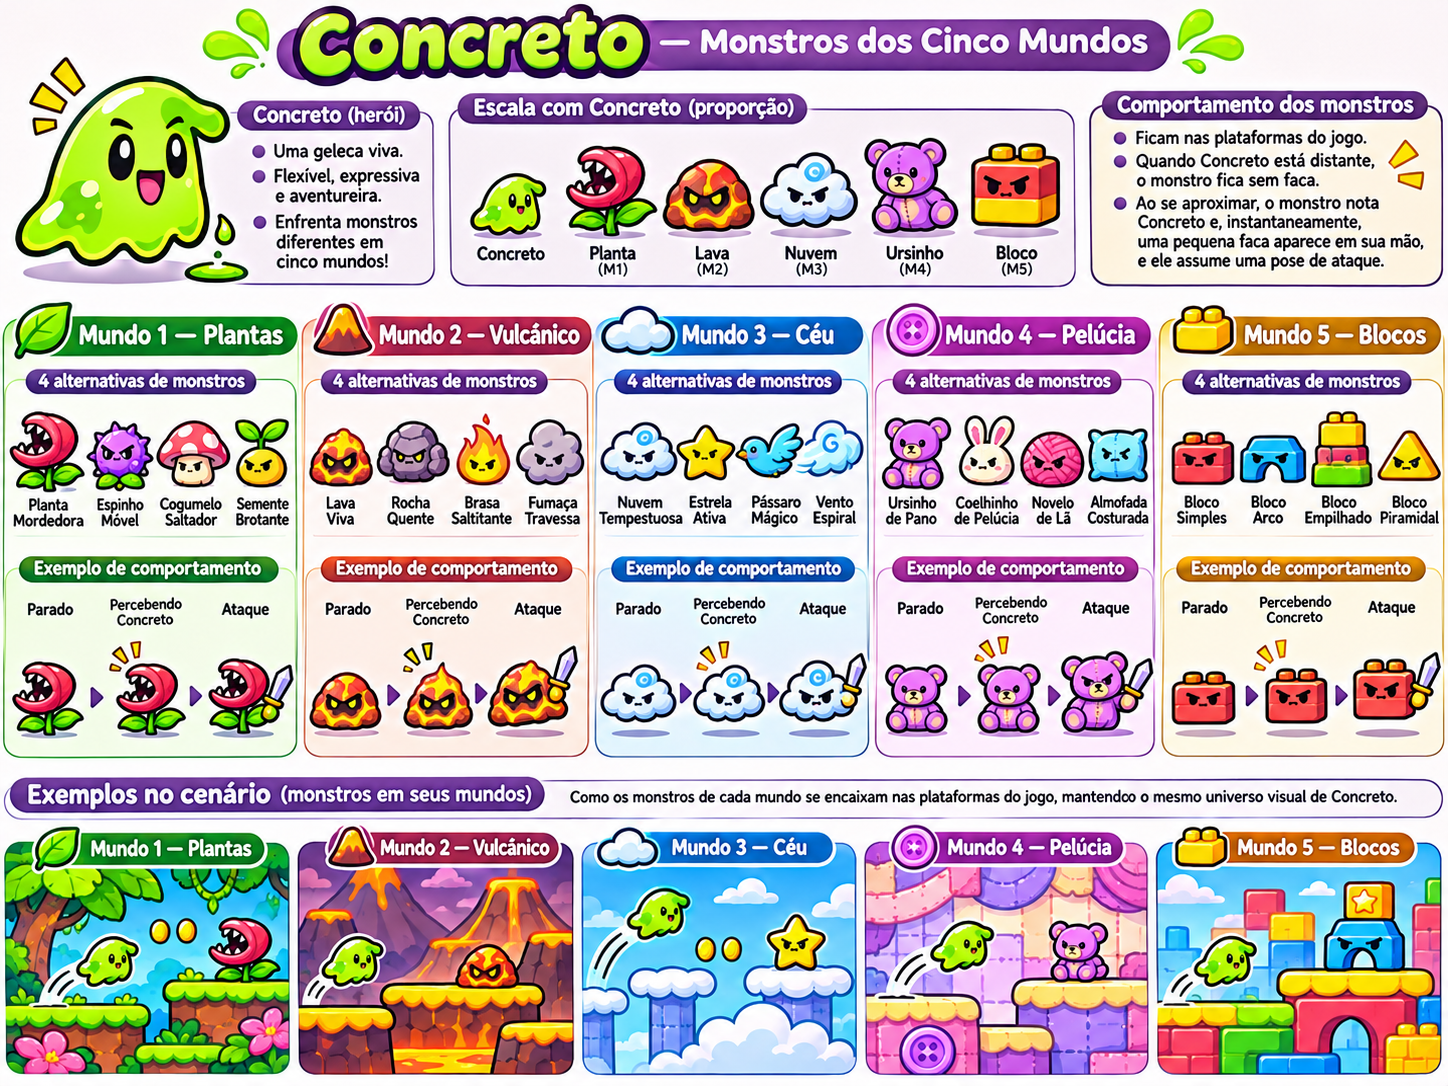 Concreto — Monstros dos Cinco Mundos
Concreto (herói)
Uma geleca viva.
Flexível, expressiva
e aventureira.
Enfrenta monstros
diferentes em
cinco mundos!
Escala com Concreto (proporção)
Concreto
Planta
(M1)
Lava
(M2)
Nuvem
(M3)
Ursinho
(M4)
Bloco
(M5)
Comportamento dos monstros
Ficam nas plataformas do jogo.
Quando Concreto está distante,
o monstro fica sem faca.
Ao se aproximar, o monstro nota
Concreto e, instantaneamente,
uma pequena faca aparece em sua mão,
e ele assume uma pose de ataque.
Mundo 1 — Plantas
4 alternativas de monstros
Planta
Mordedora
Espinho
Móvel
Cogumelo
Saltador
Semente
Brotante
Exemplo de comportamento
Parado
Percebendo
Concreto
Ataque
Mundo 2 — Vulcánico
4 alternativas de monstros
Lava
Viva
Rocha
Quente
Brasa
Saltitante
Fumaça
Travessa
Exemplo de comportamento
Parado
Percebendo
Concreto
Ataque
Mundo 3 — Céu
4 alternativas de monstros
Nuvem
Tempestuosa
Estrela
Ativa
Pássaro
Mágico
Vento
Espiral
Exemplo de comportamento
Parado
Percebendo
Concreto
Ataque
Mundo 4 — Pelúcia
4 alternativas de monstros
Ursinho
de Pano
Coelhinho
de Pelúcia
Novelo
de Lã
Almofada
Costurada
Exemplo de comportamento
Parado
Percebendo
Concreto
Ataque
Mundo 5 — Blocos
4 alternativas de monstros
Bloco
Simples
Bloco
Arco
Bloco
Empilhado
Bloco
Piramidal
Exemplo de comportamento
Parado
Percebendo
Concreto
Ataque
Exemplos no cenário (monstros em seus mundos)
Como os monstros de cada mundo se encaixam nas plataformas do jogo, mantendco o mesmo universo visual de Concreto.
Mundo 1 — Plantas
Mundo 2 — Vulcánico
Mundo 3 — Céu
Mundo 4 — Pelúcia
Mundo 5 — Blocos